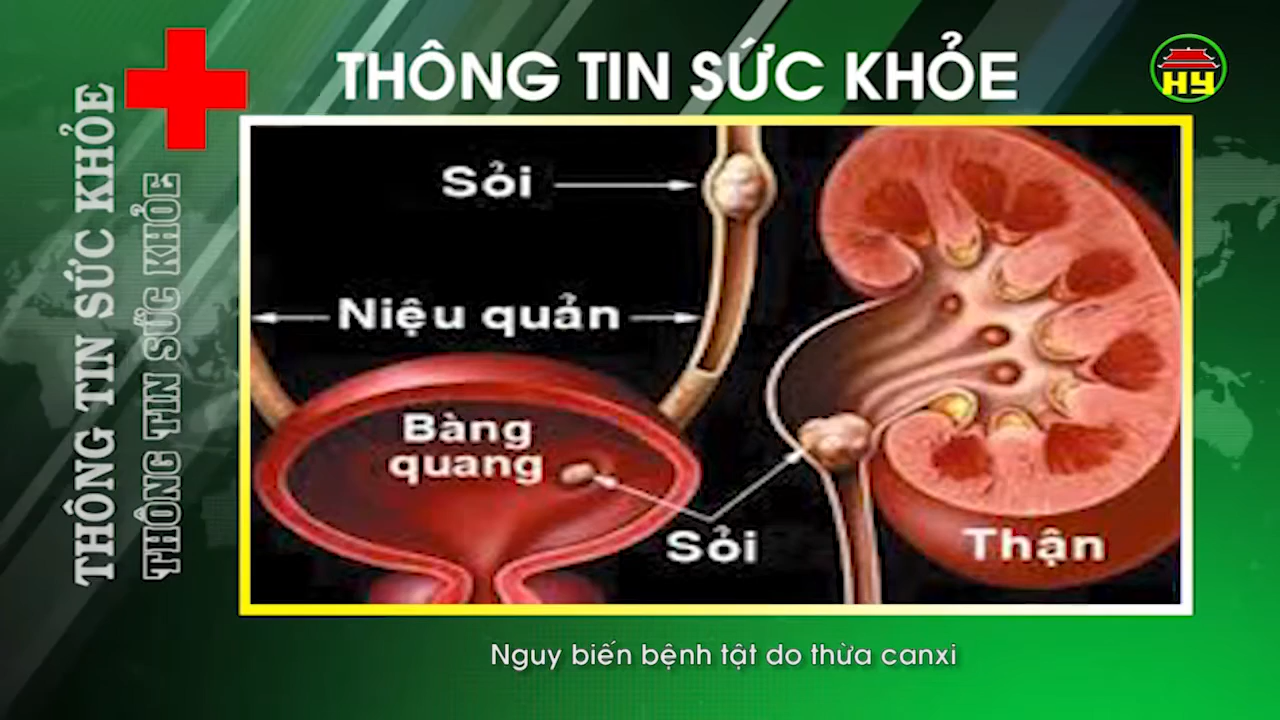 THÔNG TIN SỨC KHỎE
HY
THÔNG TIN SỨC KHỎE
THÔNG TIN SỨC KHỎE
Sỏi
Niệu quản
Bàng
quang
Sỏi
Thận
Nguy biến bệnh tật do thừa canxi